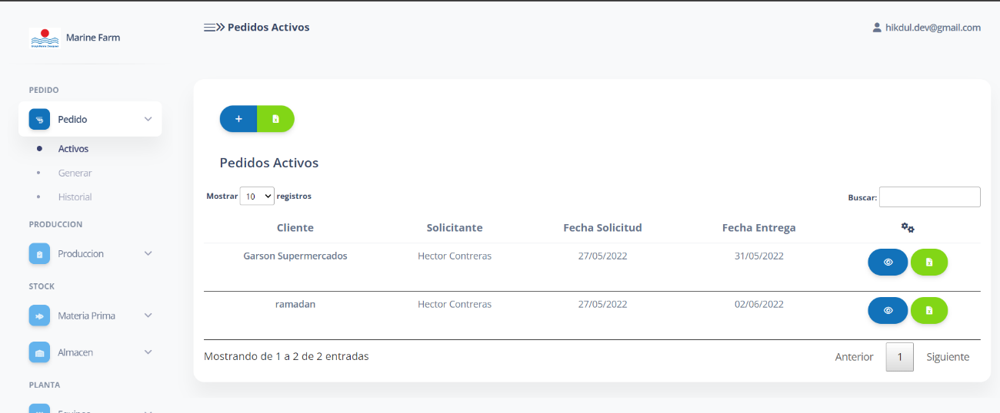 Marine Farm
Pedidos Activos
hikdul.dev@gmail.com
PEDIDO
Pedido
Activos
Generar
Historial
PRODUCCION
Produccion
STOCK
Materia Prima
Almacen
PLANTA
Equipos
Pedidos Activos
Mostrar 10 registros
Buscar:
Cliente Solicitante Fecha Solicitud Fecha Entrega
Garson Supermercados Hector Contreras 27/05/2022 31/05/2022
ramadan Hector Contreras 27/05/2022 02/06/2022
Mostrando de 1 a 2 de 2 entradas
Anterior 1 Siguiente